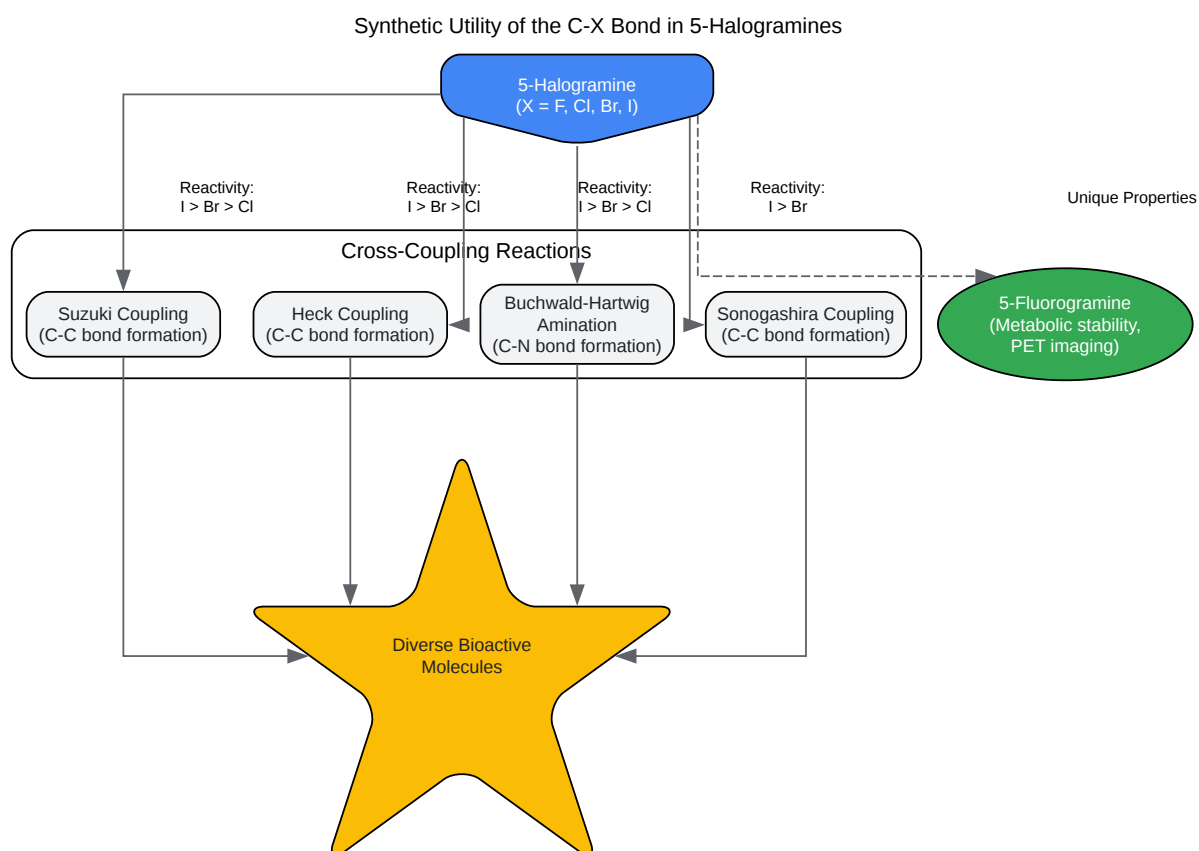 Synthetic Utility of the C-X Bond in 5-Halogramines
5-Halogramine
(X = F, Cl, Br, I)
Reactivity:
I > Br > Cl
Reactivity:
I > Br > Cl
Reactivity:
I > Br > Cl
Reactivity:
I > Br
Unique Properties
Cross-Coupling Reactions
Suzuki Coupling
(C-C bond formation)
Heck Coupling
(C-C bond formation)
Buchwald-Hartwig
Amination
(C-N bond formation)
Sonogashira Coupling
(C-C bond formation)
5-Fluorogramine
(Metabolic stability,
PET imaging)
Diverse Bioactive
Molecules